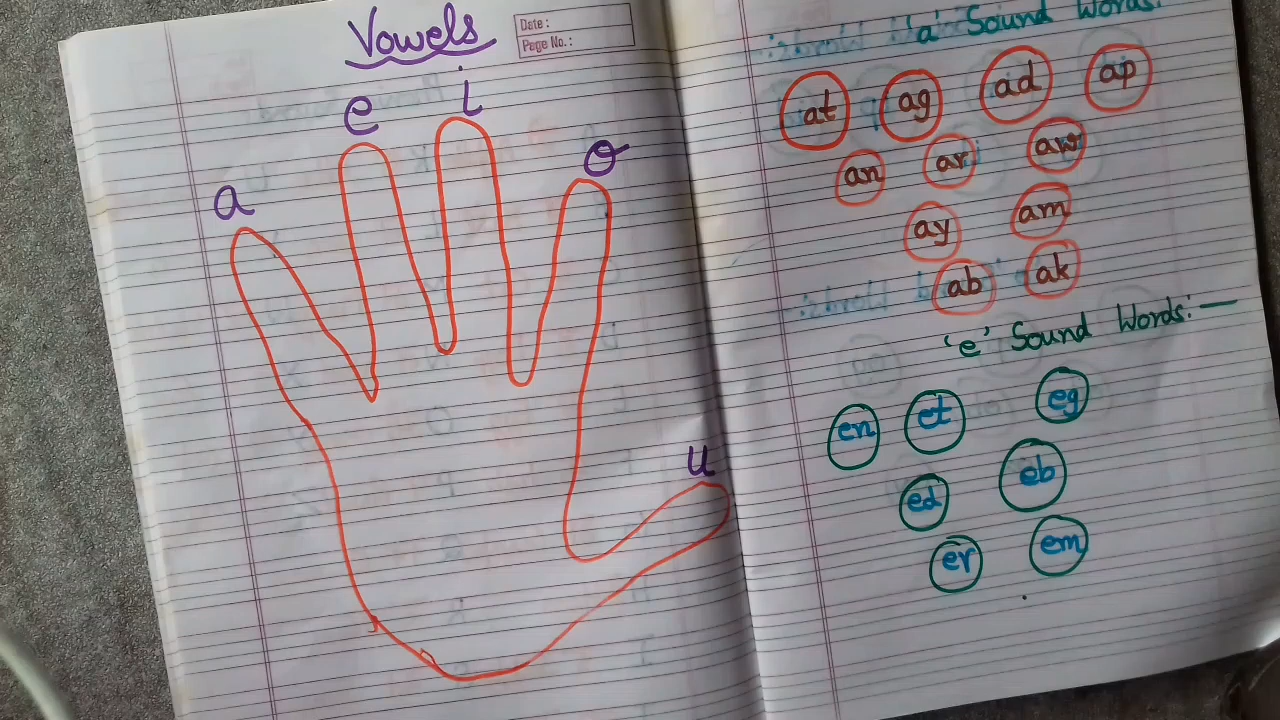 Vowels
Date:
Page No.:
e i
a o
u
'a' Sound Words:
at ag ad ap
an ar aw
ay am
ab ak
'e' Sound Words:—
en et eg
ed eb
er em